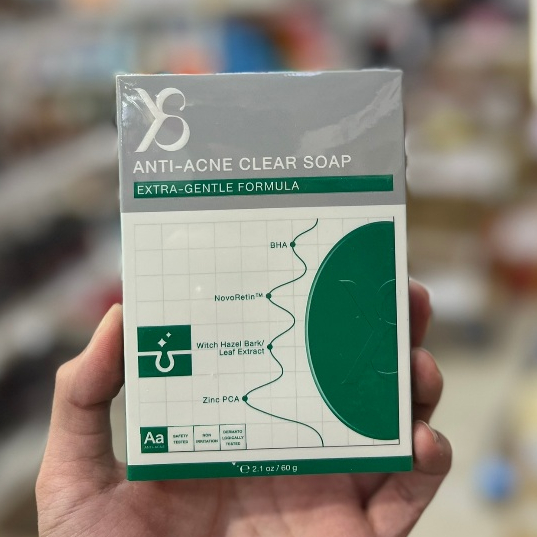 YS
ANTI-ACNE CLEAR SOAP
EXTRA-GENTLE FORMULA
BHA
NovoRetin™
Witch Hazel Bark/
Leaf Extract
Zinc PCA
Aa
SAFETY
TESTED
NON
IRRITATION
DERMATO
LOGICALLY
TESTED
℮ 2.1 oz / 60 g